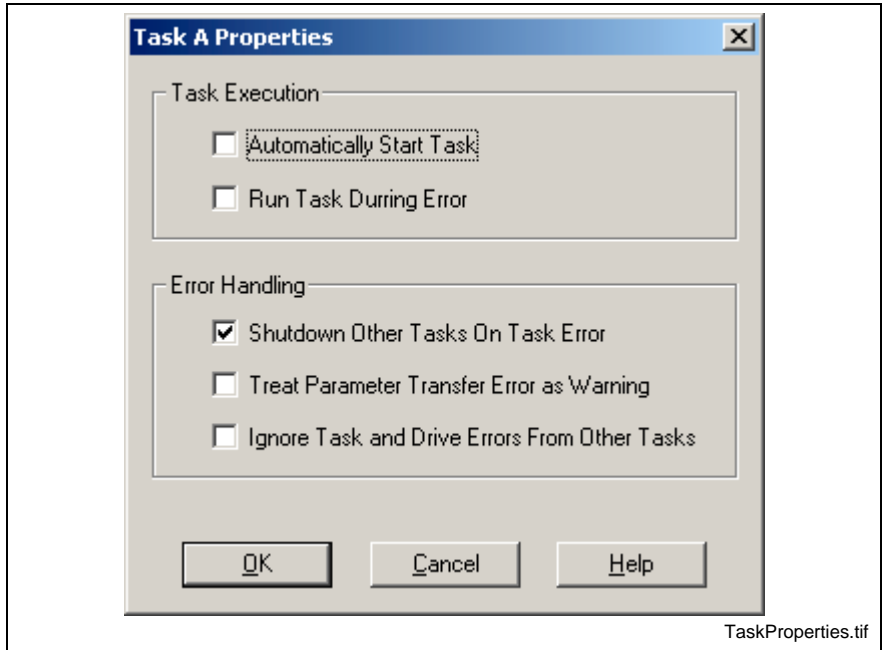 Task A Properties
Task Execution
Automatically Start Task
Run Task Durring Error
Error Handling
Shutdown Other Tasks On Task Error
Treat Parameter Transfer Error as Warning
Ignore Task and Drive Errors From Other Tasks
OK Cancel Help
TaskProperties.tif